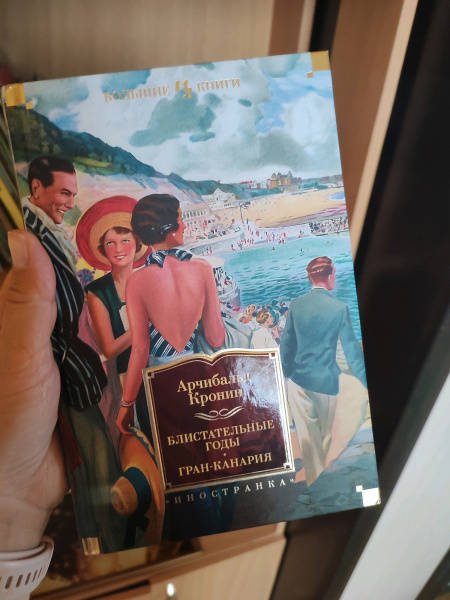 БОЛЬШИЕ КНИГИ
Арчибальд
Кронин
БЛИСТАТЕЛЬНЫЕ
ГОДЫ
ГРАН-КАНАРИЯ
"ИНОСТРАНКА"